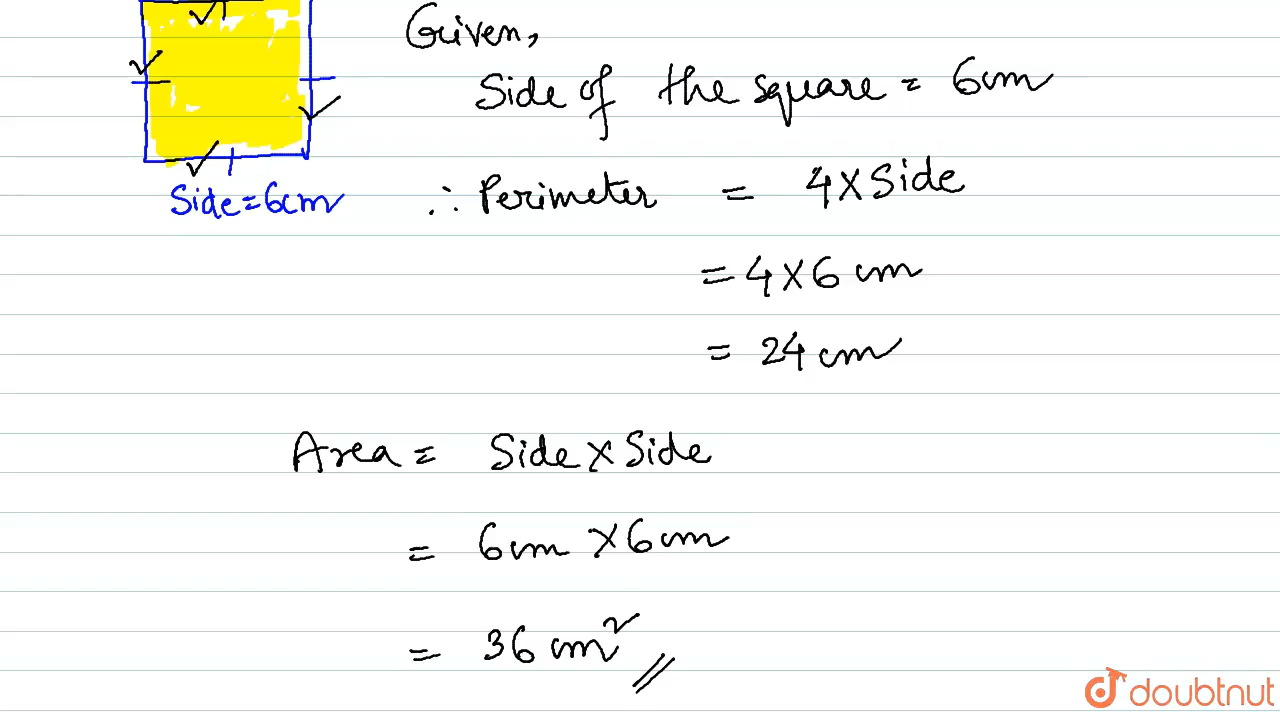 Given,
Side of the square = 6cm
Side=6cm
∴ Perimeter = 4×Side
= 4×6 cm
= 24 cm
Area = Side×Side
= 6cm ×6cm
= 36 cm²
doubtnut